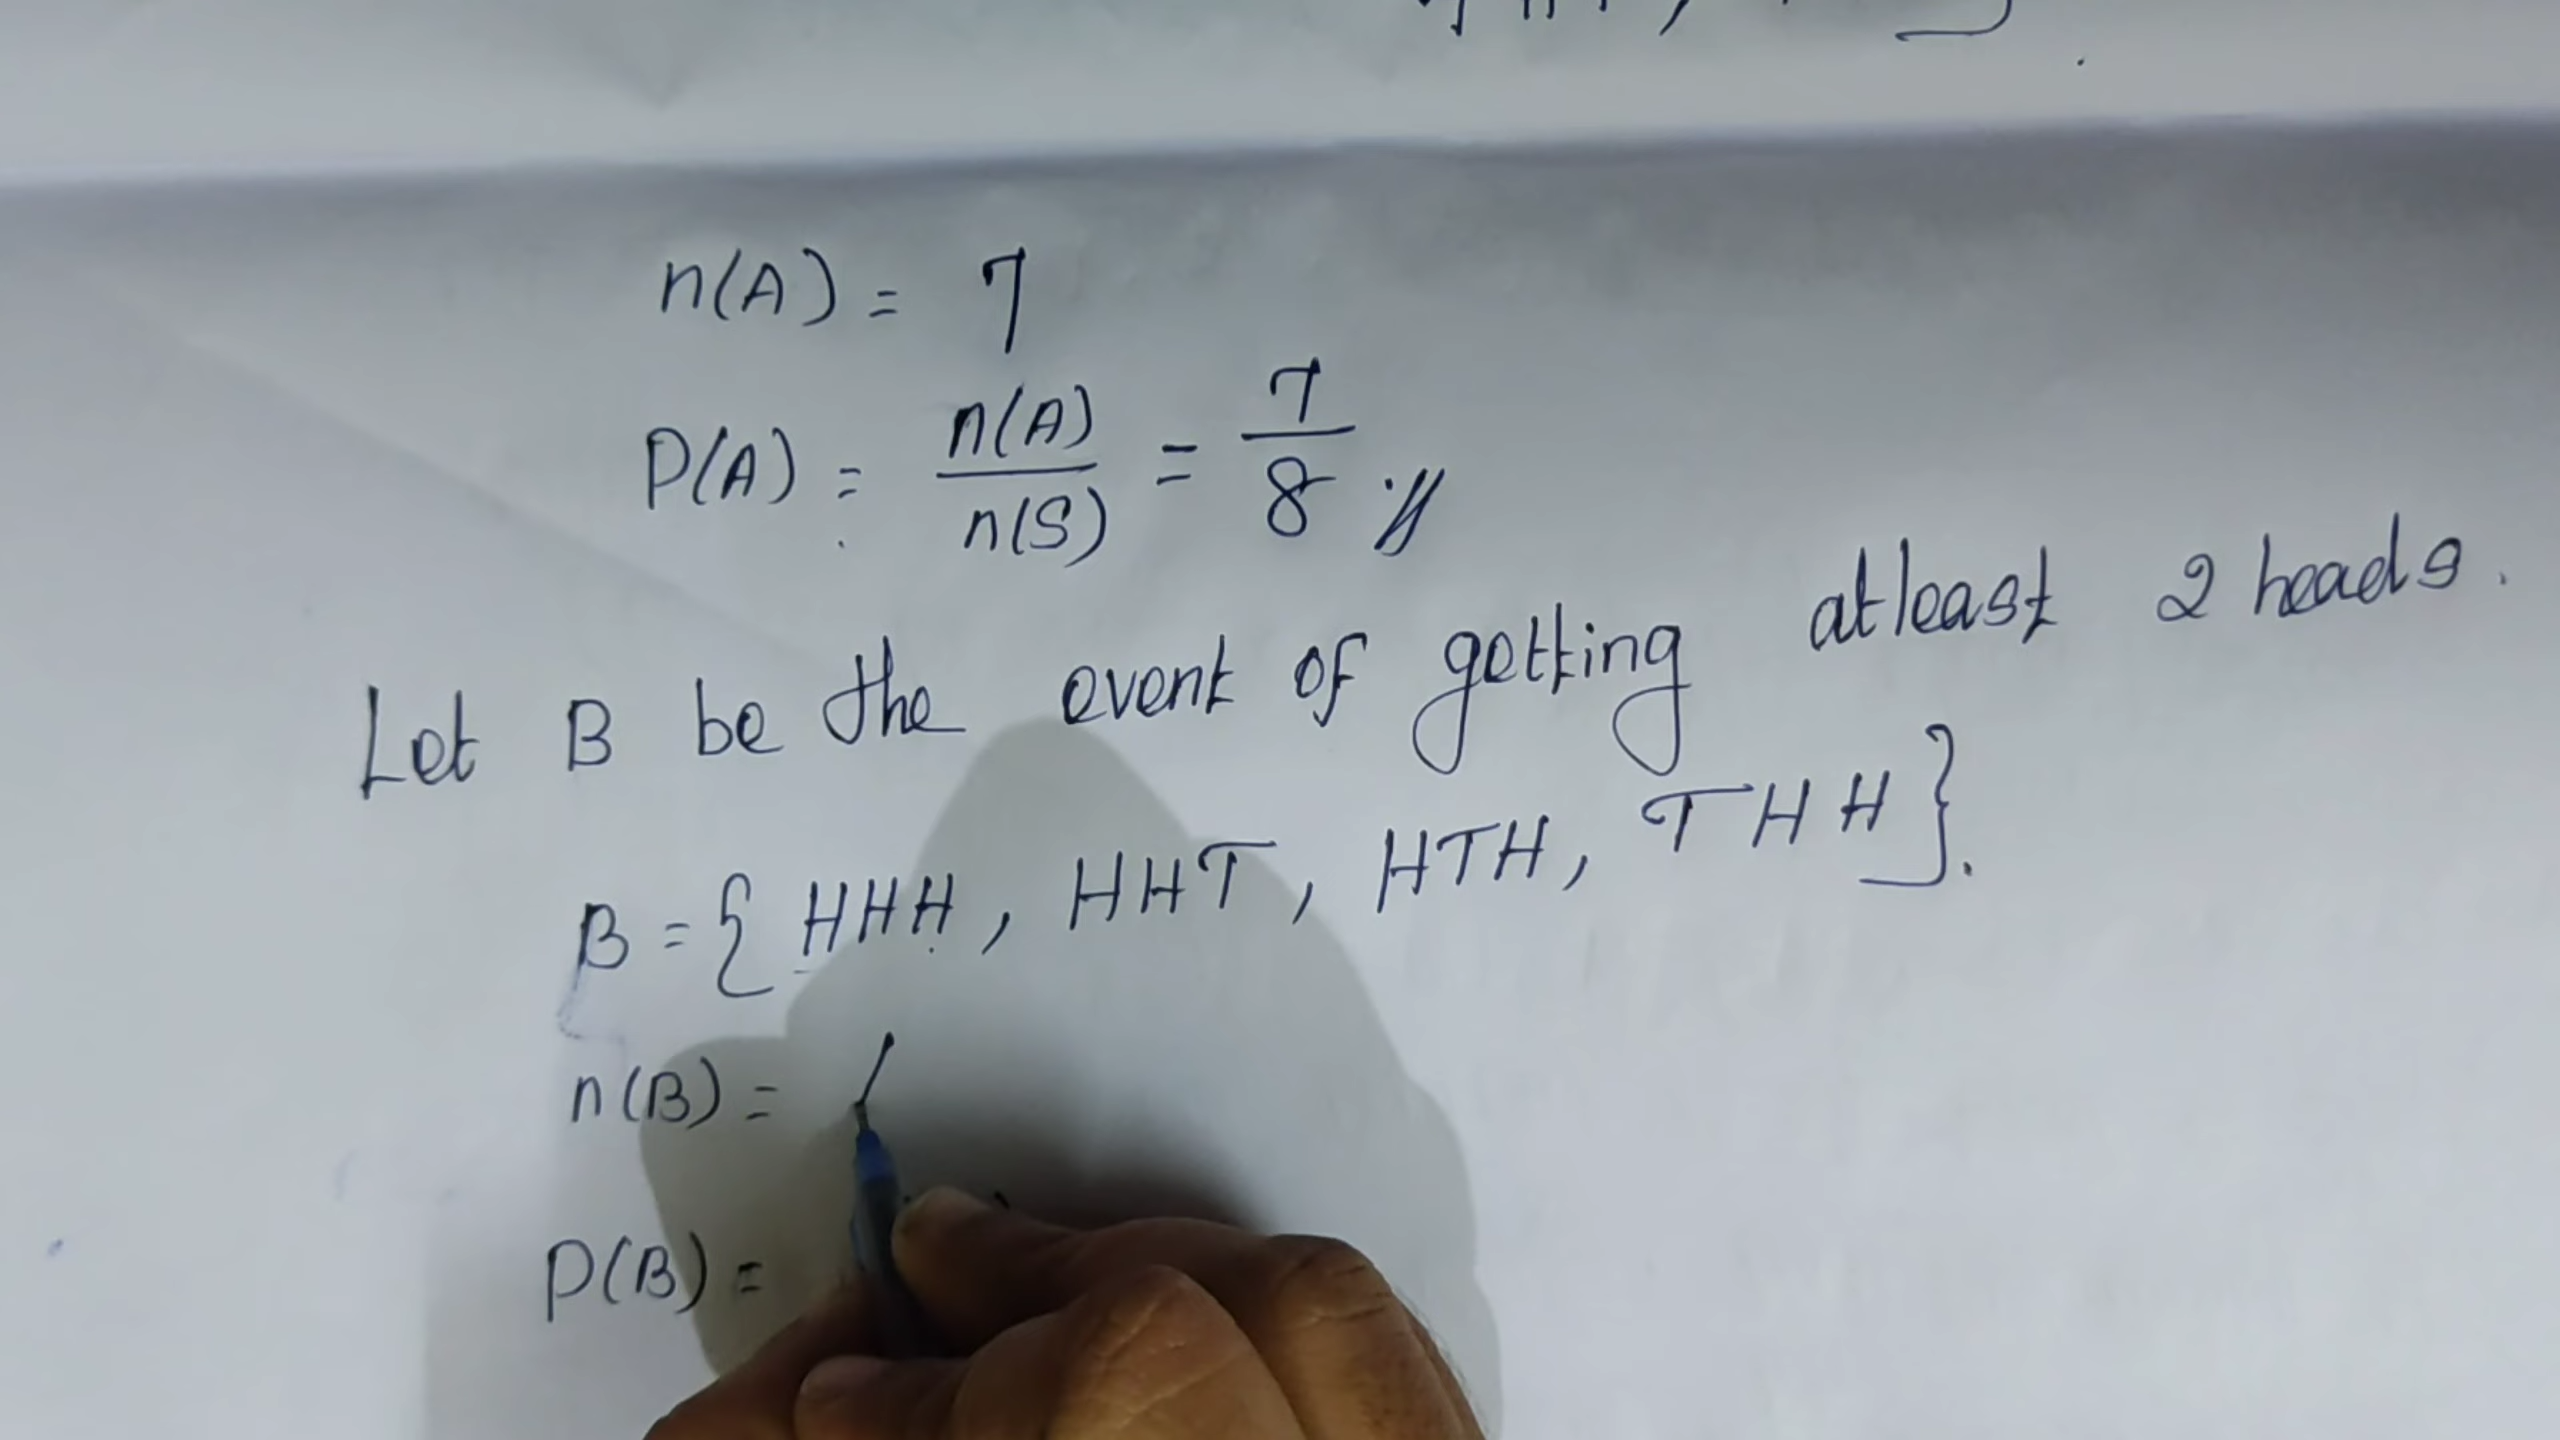 n(A) = 7
P(A) = n(A)/n(S) = 7/8
Let B be the event of getting atleast 2 heads.
B = { HHH, HHT, HTH, THH }.
n(B) =
P(B) =